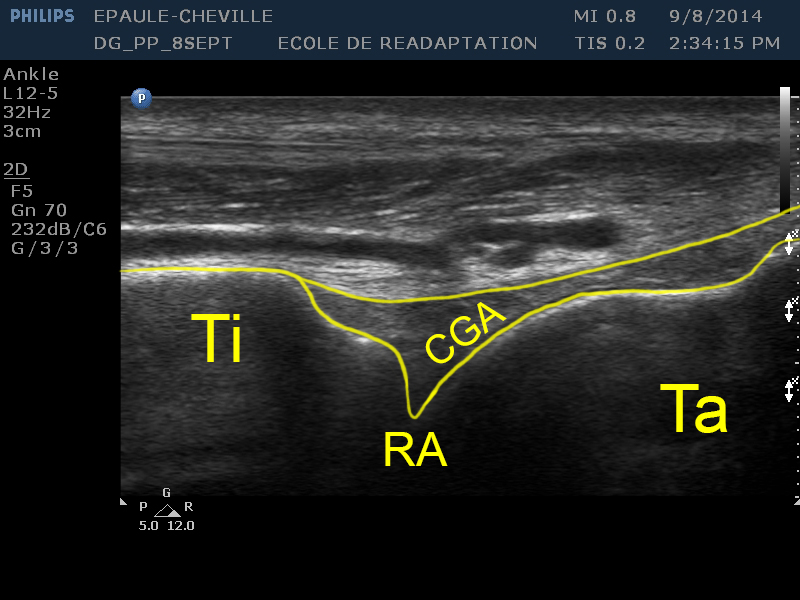 PHILIPS EPAULE-CHEVILLE MI 0.8 9/8/2014
DG_PP_8SEPT ECOLE DE READAPTATION TIS 0.2 2:34:15 PM
Ankle
L12-5
32Hz
3cm
P
2D
F5
Gn 70
232dB/C6
G/3/3
Ti
CGA
Ta
RA
G
P R
5.0 12.0